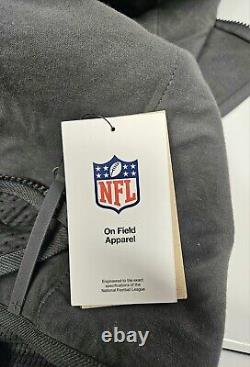 NFL
On Field
Apparel
Engineered to the exact
specifications of the
National Football League